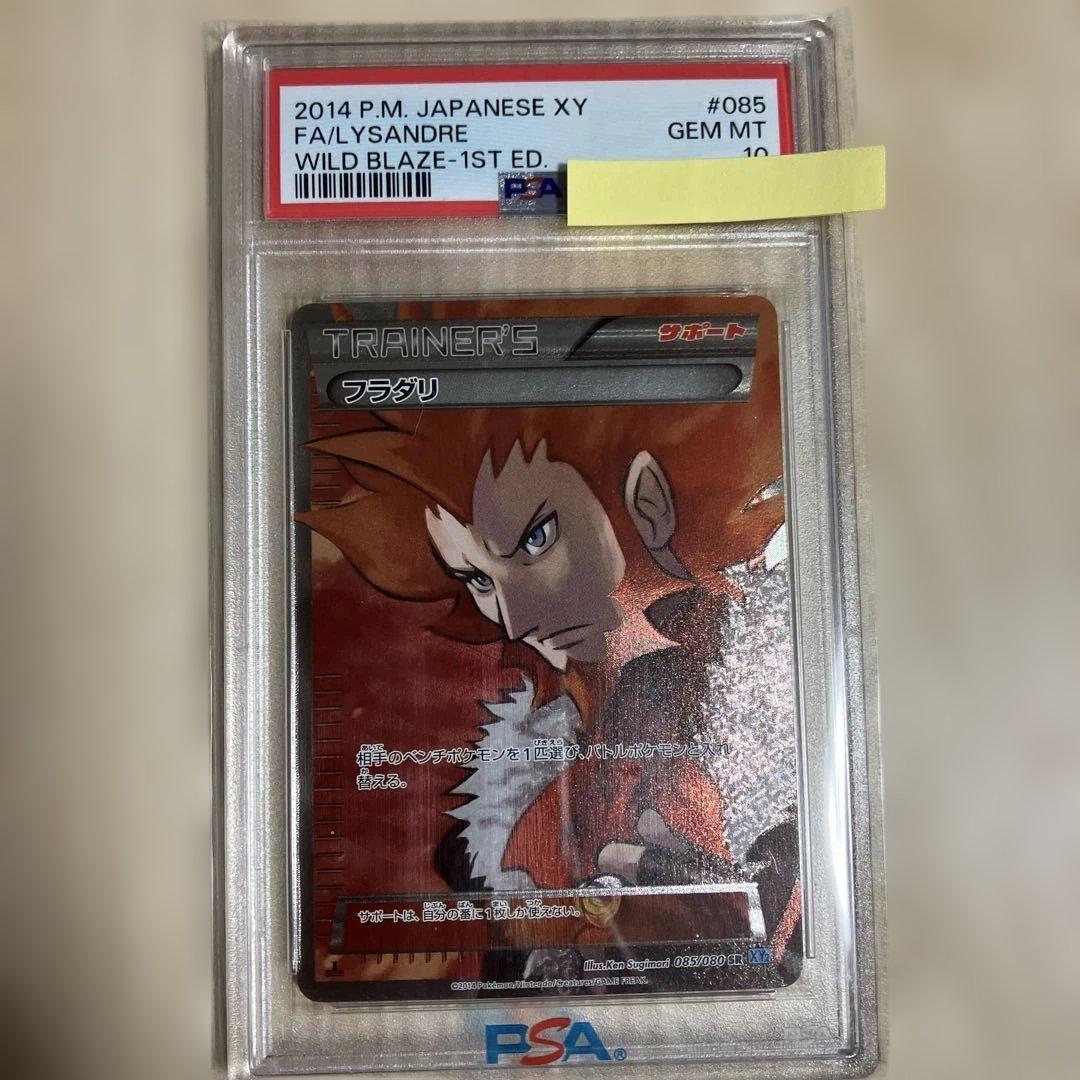 2014 P.M. JAPANESE XY #085
FA/LYSANDRE GEM MT
WILD BLAZE-1ST ED. 10
PSA
TRAINER'S サポート
フラダリ
相手のベンチポケモンを1匹選び、バトルポケモンと入れ
替える。
サポートは、自分の番に1枚しか使えない。
Illus.Ken Sugimori 085/080 SR XY2
©2014 Pokémon/Nintendo/Creatures/GAME FREAK.
PSA®
PSA